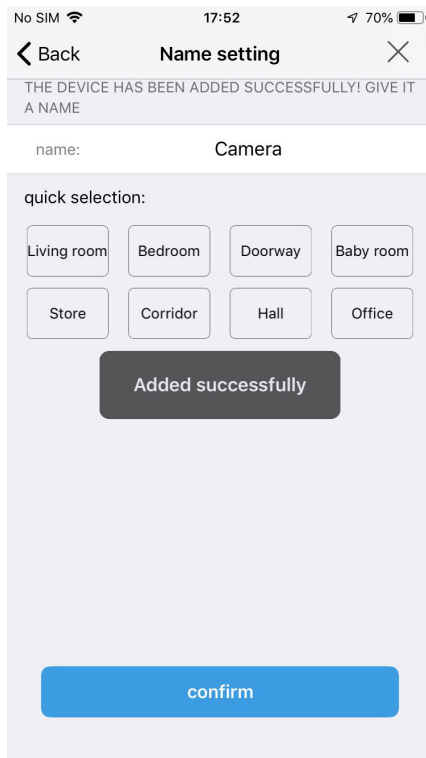 No SIM 17:52 70%
Back Name setting
THE DEVICE HAS BEEN ADDED SUCCESSFULLY! GIVE IT
A NAME
name: Camera
quick selection:
Living room Bedroom Doorway Baby room
Store Corridor Hall Office
Added successfully
confirm